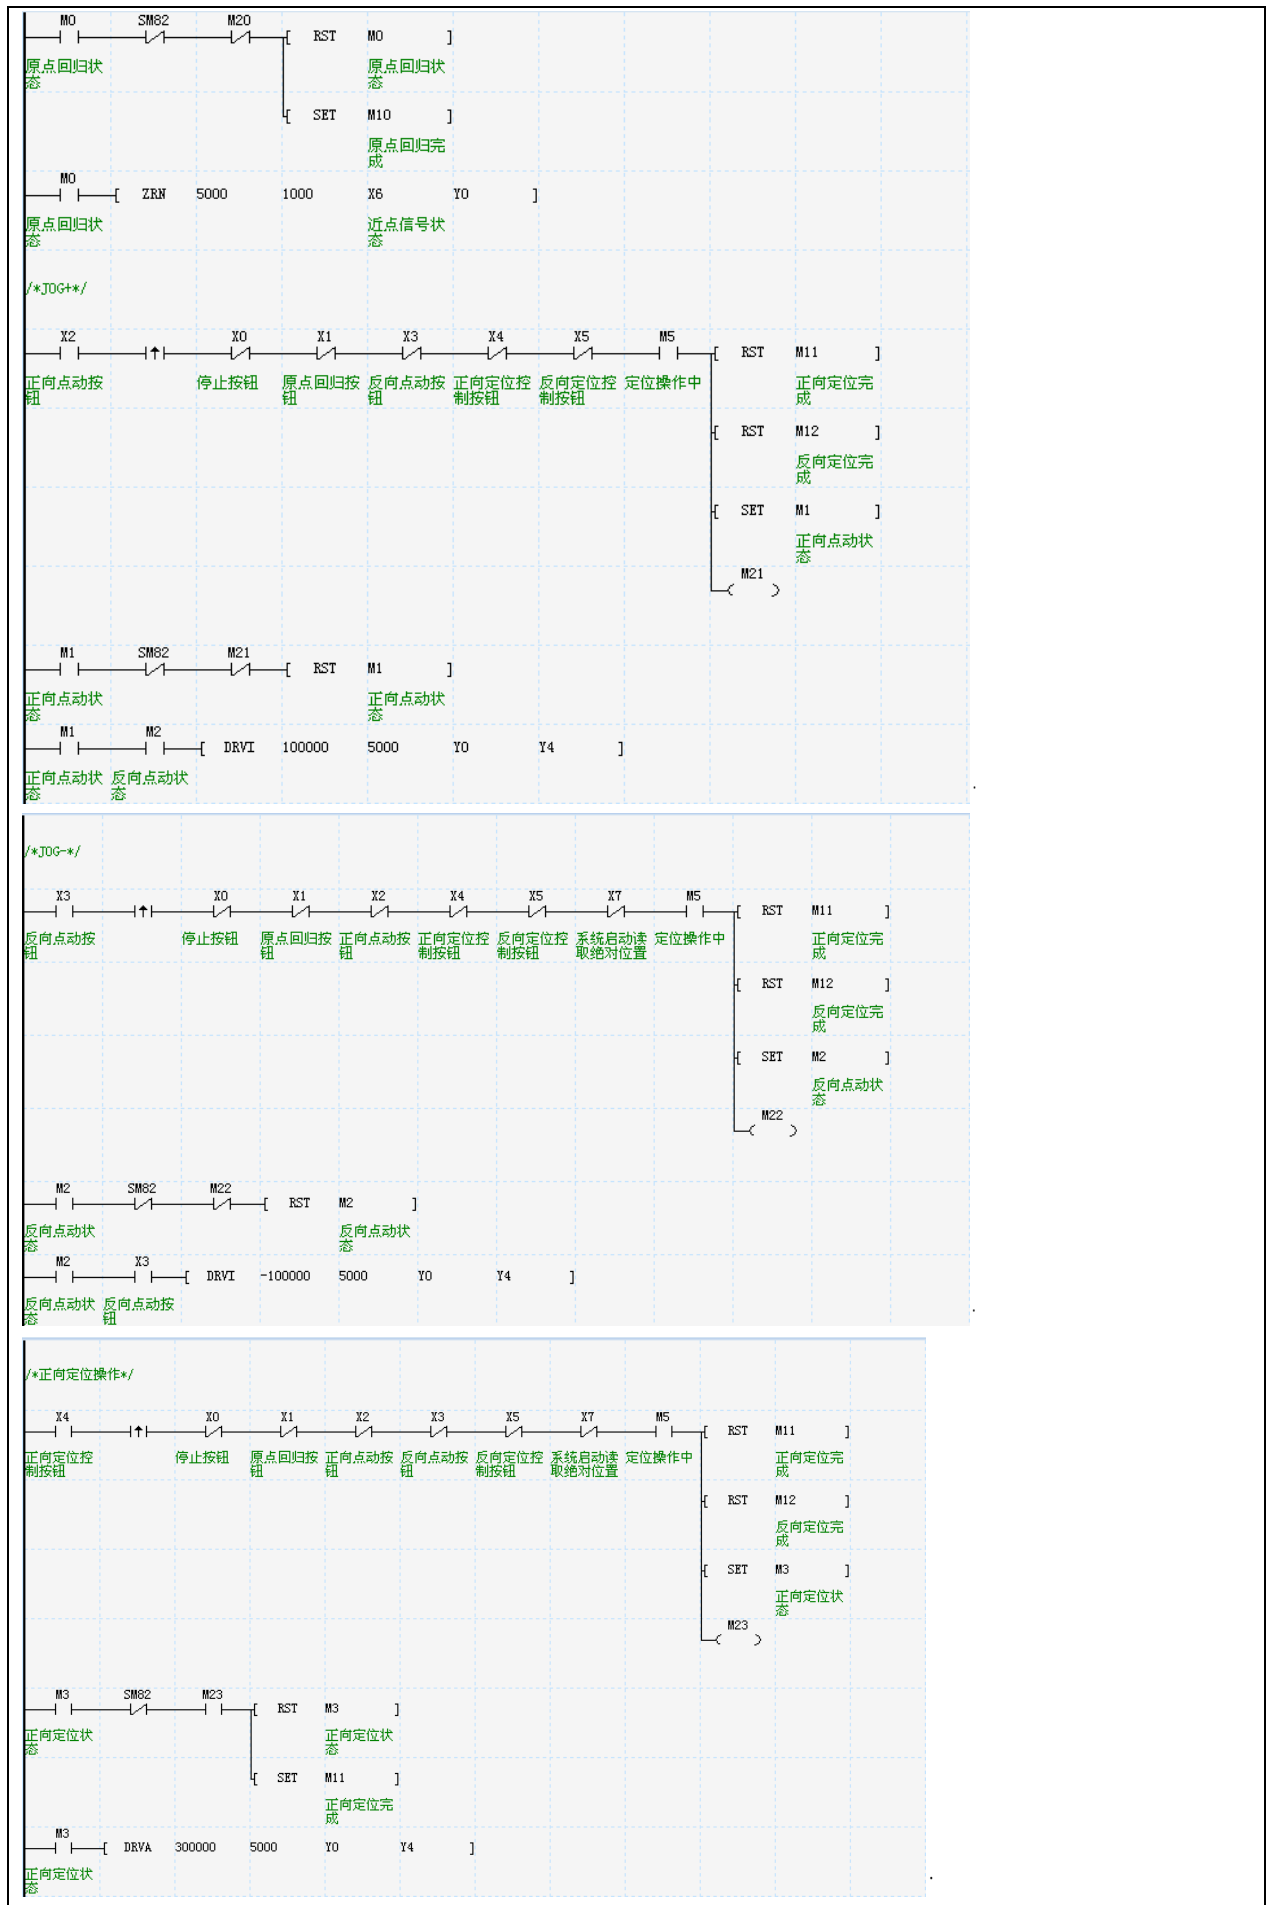 M0 SM82 M20
[ RST M0 ]
原点回归状态 原点回归状态
[ SET M10 ]
原点回归完成
M0
[ ZRN 5000 1000 X6 Y0 ]
原点回归状态 近点信号状态
/*JOG+*/
X2 X0 X1 X3 X4 X5 M5
[ RST M11 ]
正向点动按钮 停止按钮 原点回归按钮 反向点动按钮 正向定位控制按钮 反向定位控制按钮 定位操作中 正向定位完成
[ RST M12 ]
反向定位完成
[ SET M1 ]
正向点动状态
M21
( )
M1 SM82 M21
[ RST M1 ]
正向点动状态 正向点动状态
M1 M2
[ DRVI 100000 5000 Y0 Y4 ]
正向点动状态 反向点动状态
.
/*JOG-*/
X3 X0 X1 X2 X4 X5 X7 M5
[ RST M11 ]
反向点动按钮 停止按钮 原点回归按钮 正向点动按钮 正向定位控制按钮 反向定位控制按钮 系统启动读取绝对位置 定位操作中 正向定位完成
[ RST M12 ]
反向定位完成
[ SET M2 ]
反向点动状态
M22
( )
M2 SM82 M22
[ RST M2 ]
反向点动状态 反向点动状态
M2 X3
[ DRVI -100000 5000 Y0 Y4 ]
反向点动状态 反向点动按钮
.
/*正向定位操作*/
X4 X0 X1 X2 X3 X5 X7 M5
[ RST M11 ]
正向定位控制按钮 停止按钮 原点回归按钮 正向点动按钮 反向点动按钮 反向定位控制按钮 系统启动读取绝对位置 定位操作中 正向定位完成
[ RST M12 ]
反向定位完成
[ SET M3 ]
正向定位状态
M23
( )
M3 SM82 M23
[ RST M3 ]
正向定位状态 正向定位状态
[ SET M11 ]
正向定位完成
M3
[ DRVA 300000 5000 Y0 Y4 ]
正向定位状态
.